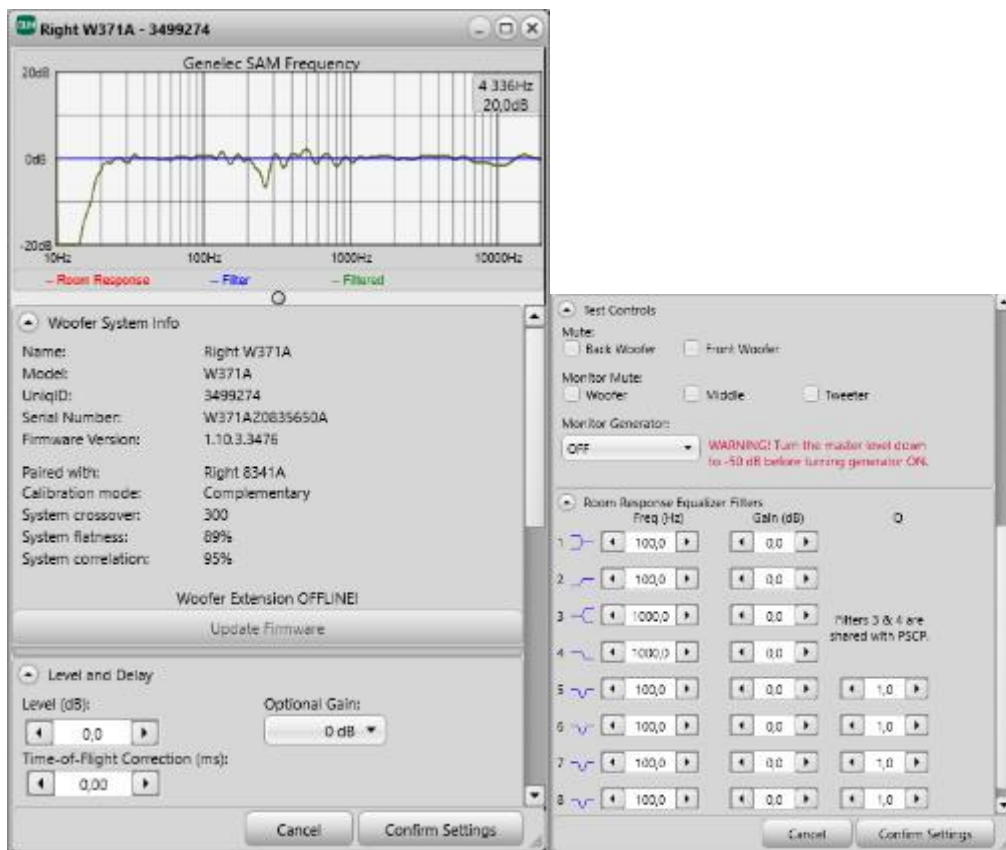 GLM Right W371A - 3499274
Genelec SAM Frequency
20dB
4 336Hz
20,0dB
0dB
-20dB
10Hz 100Hz 1000Hz 10000Hz
– Room Response – Filter – Filtered
Woofer System Info
Name: Right W371A
Model: W371A
UniqID: 3499274
Serial Number: W371AZ0835650A
Firmware Version: 1.10.3.3476
Paired with: Right 8341A
Calibration mode: Complementary
System crossover: 300
System flatness: 89%
System correlation: 95%
Woofer Extension OFFLINE!
Update Firmware
Level and Delay
Level (dB): Optional Gain:
0,0 0 dB
Time-of-Flight Correction (ms):
0,00
Cancel Confirm Settings
Test Controls
Mute:
Back Woofer Front Woofer
Monitor Mute:
Woofer Middle Tweeter
Monitor Generator:
OFF WARNING! Turn the master level down
to -50 dB before turning generator ON.
Room Response Equalizer Filters
Freq (Hz) Gain (dB) Q
1 100,0 0,0
2 100,0 0,0
3 1000,0 0,0 Filters 3 & 4 are
shared with PSCP.
4 1000,0 0,0
5 100,0 0,0 1,0
6 100,0 0,0 1,0
7 100,0 0,0 1,0
8 100,0 0,0 1,0
Cancel Confirm Settings